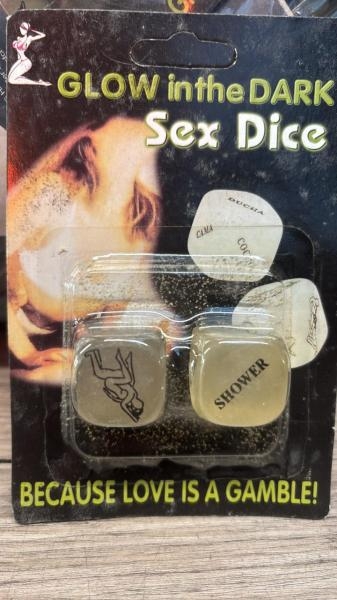 GLOW in the DARK
Sex Dice
DUCHA
CAMA
SHOWER
BECAUSE LOVE IS A GAMBLE!